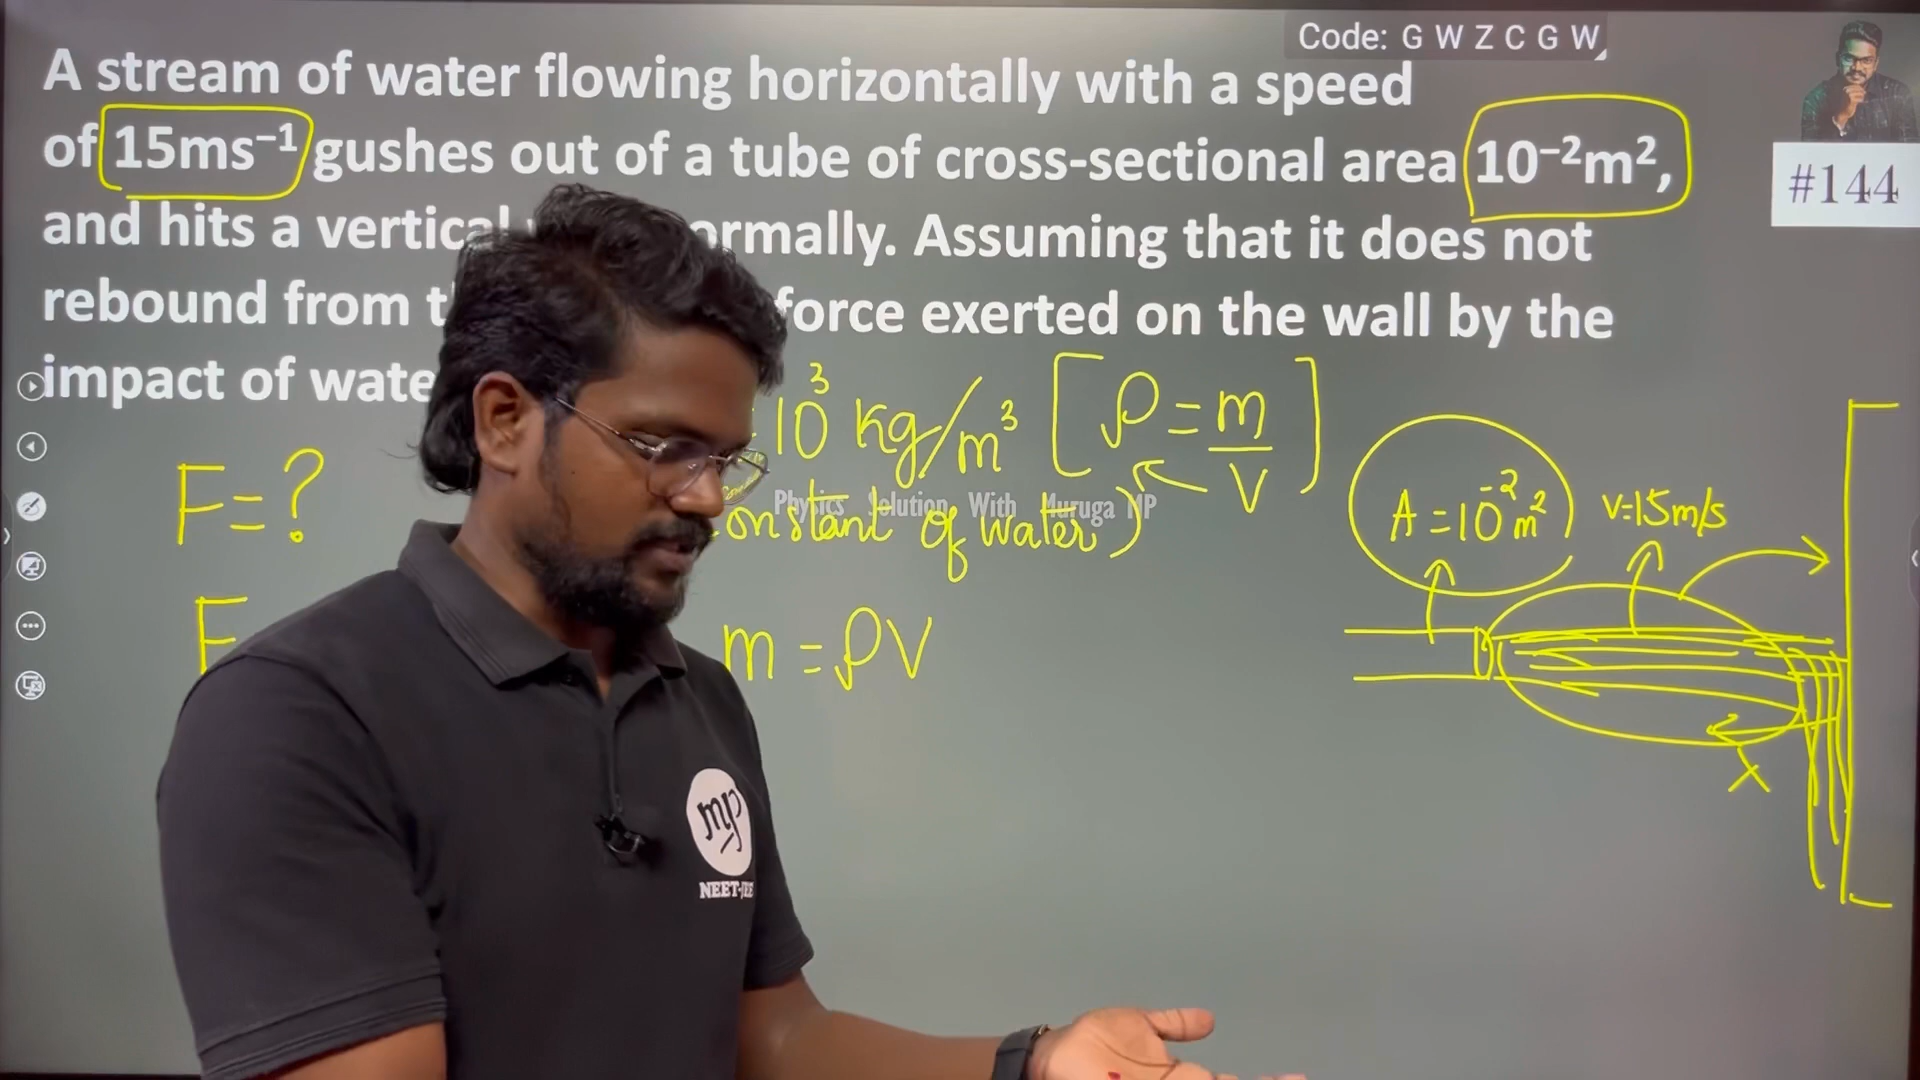 Code: G W Z C G W
A stream of water flowing horizontally with a speed
of 15ms⁻¹ gushes out of a tube of cross-sectional area 10⁻²m²,
#144
and hits a vertical normally. Assuming that it does not
rebound from force exerted on the wall by the
impact of
10³ kg/m³ [ρ = m/V]
F = ?
Physics Solution With Muruga MP
constant of water)
A = 10⁻² m² v=15m/s
F
m = ρV
x
mp
NEET-JEE